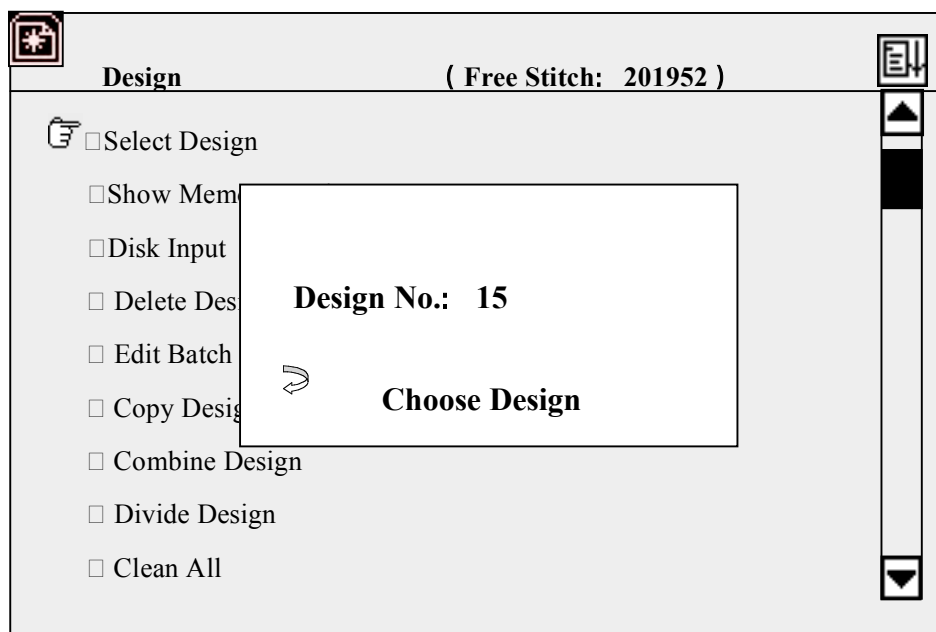 Design (Free Stitch: 201952)
□Select Design
□Show Mem
□Disk Input
□ Delete Des
□ Edit Batch
□ Copy Desig
□ Combine Design
□ Divide Design
□ Clean All
Design No.: 15
Choose Design